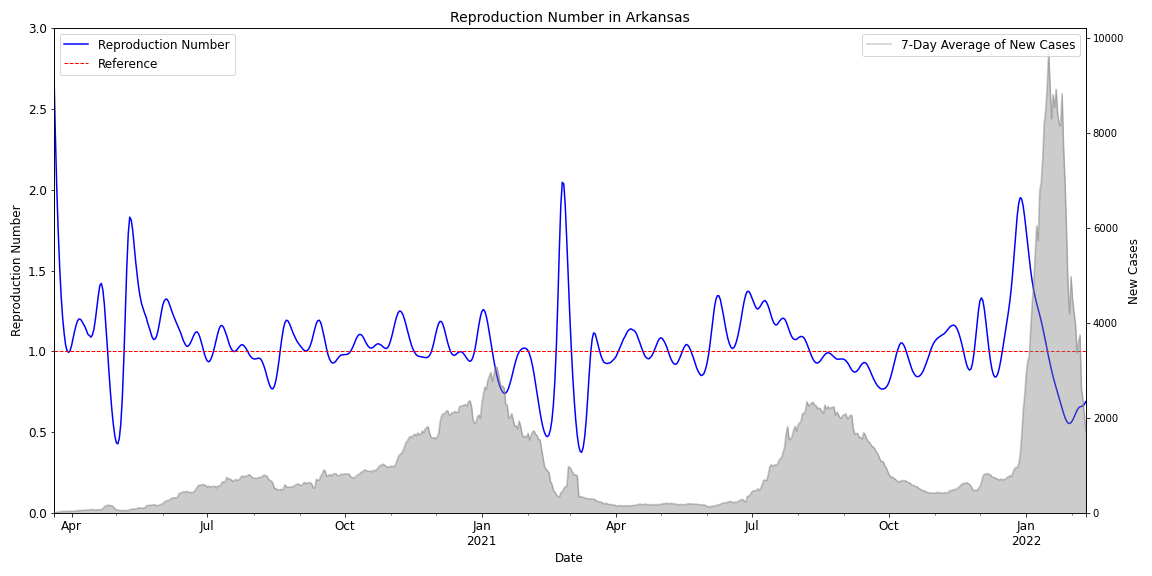 Reproduction Number in Arkansas
Reproduction Number
Reference
7-Day Average of New Cases
3.0
2.5
2.0
1.5
1.0
0.5
0.0
Reproduction Number
10000
8000
6000
4000
2000
0
New Cases
Apr
Jul
Oct
Jan
2021
Apr
Jul
Oct
Jan
2022
Date